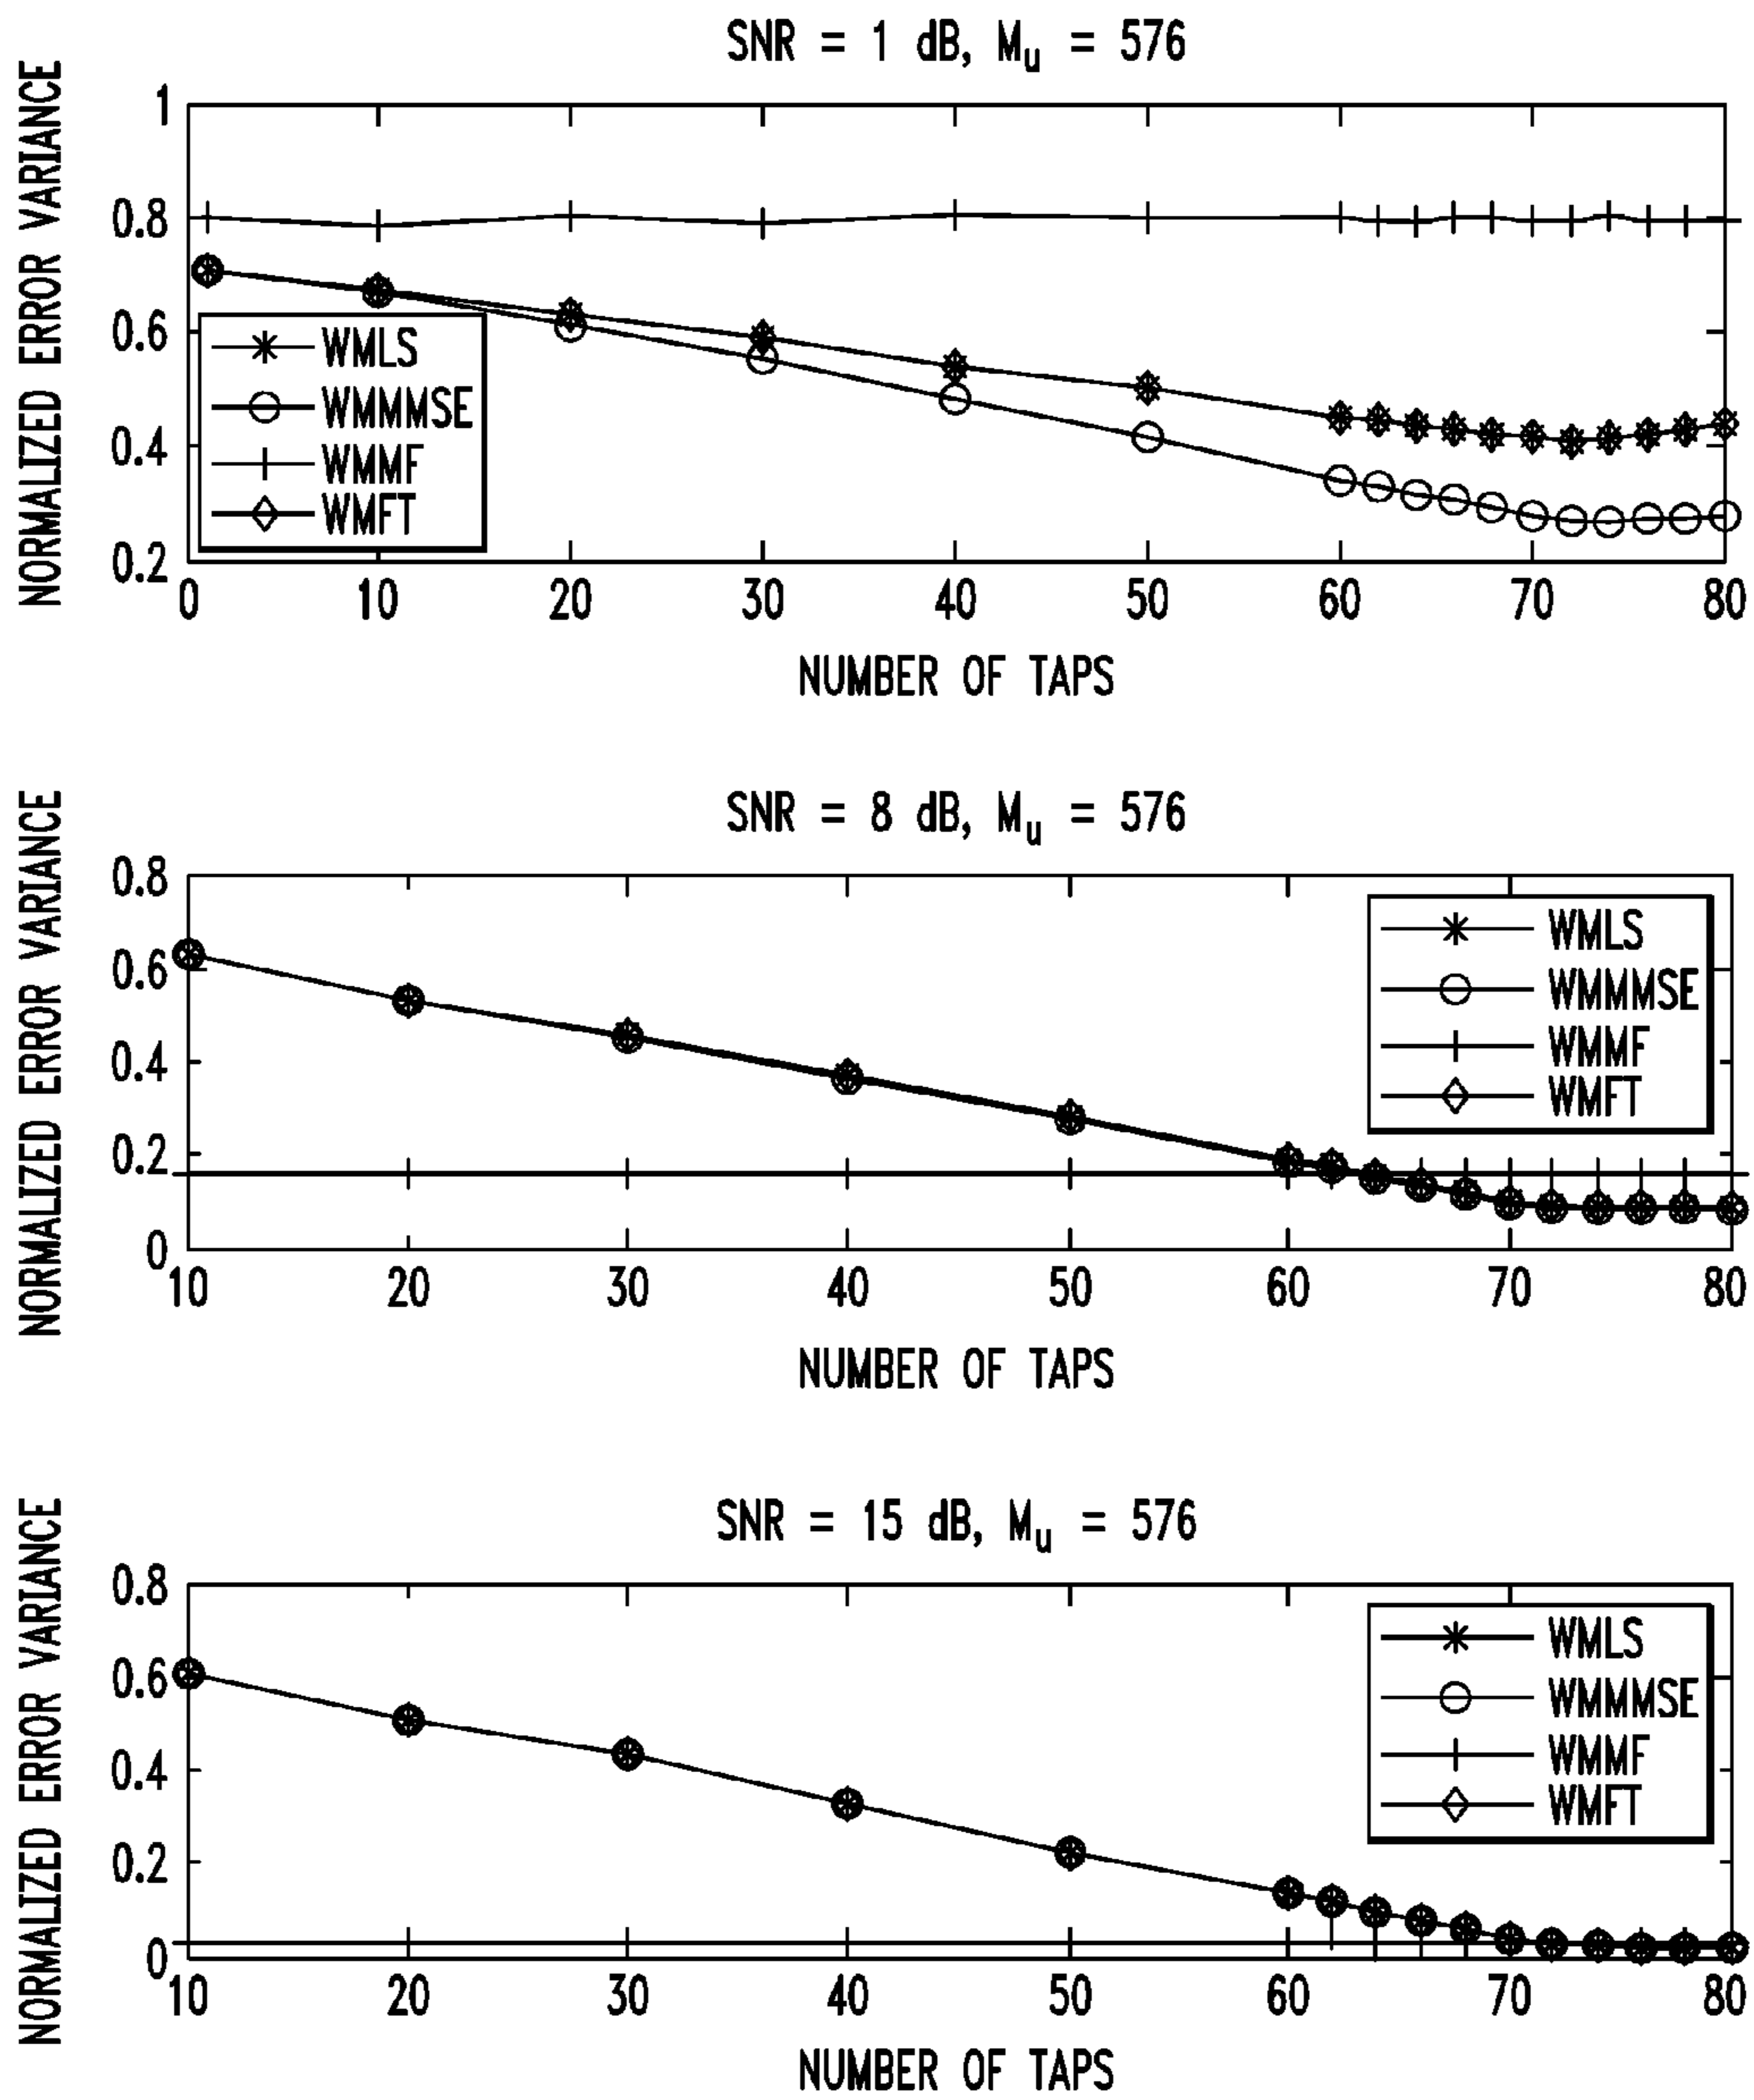 SNR = 1 dB, Mu = 576
NORMALIZED ERROR VARIANCE
1
0.8
0.6
0.4
0.2
WMLS
WMMMSE
WMMF
WMFT
0 10 20 30 40 50 60 70 80
NUMBER OF TAPS
SNR = 8 dB, Mu = 576
NORMALIZED ERROR VARIANCE
0.8
0.6
0.4
0.2
0
WMLS
WMMMSE
WMMF
WMFT
10 20 30 40 50 60 70 80
NUMBER OF TAPS
SNR = 15 dB, Mu = 576
NORMALIZED ERROR VARIANCE
0.8
0.6
0.4
0.2
0
WMLS
WMMMSE
WMMF
WMFT
10 20 30 40 50 60 70 80
NUMBER OF TAPS